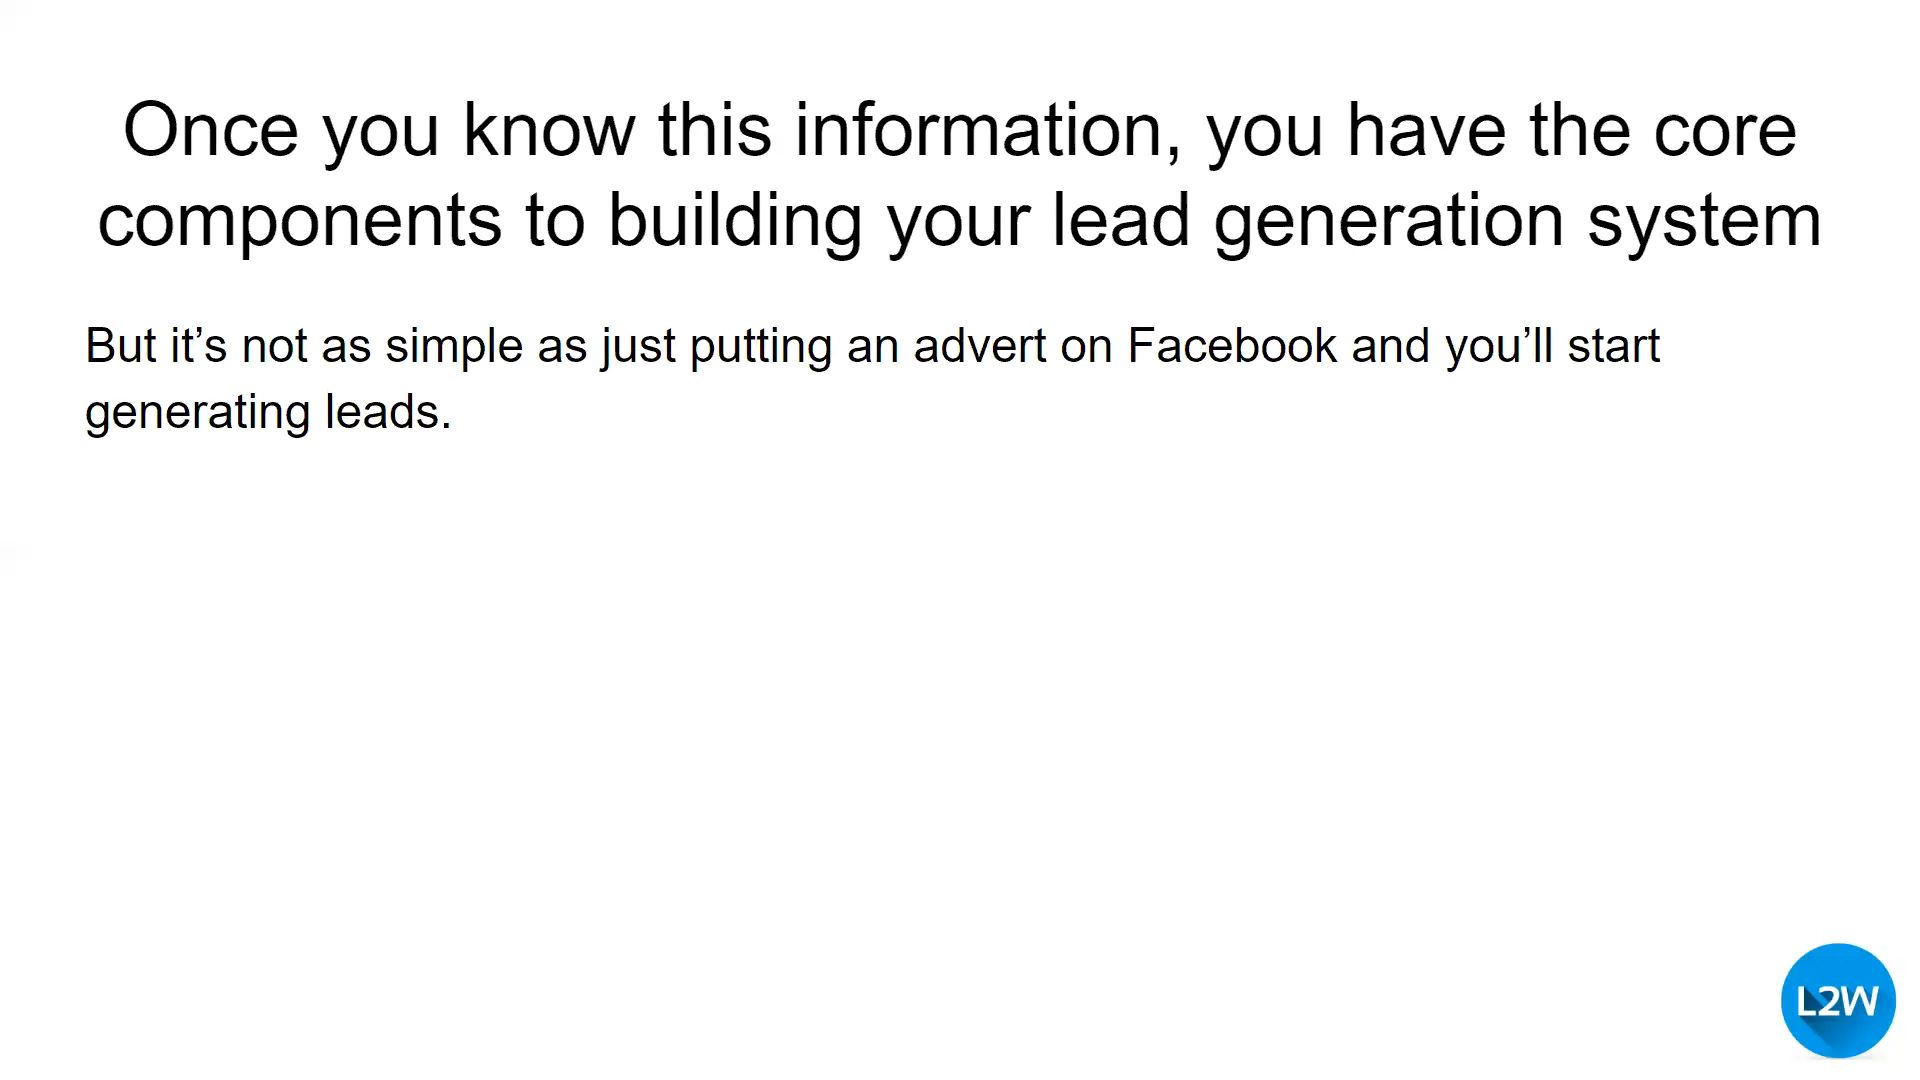 Once you know this information, you have the core
components to building your lead generation system
But it’s not as simple as just putting an advert on Facebook and you’ll start
generating leads.
L2W